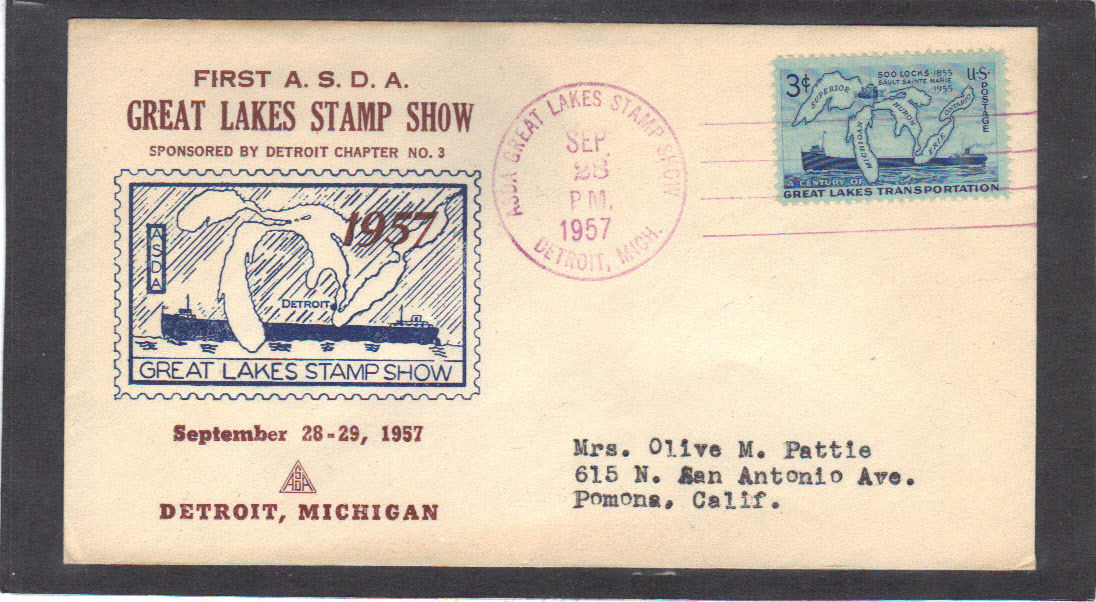 FIRST A. S. D. A.
GREAT LAKES STAMP SHOW
SPONSORED BY DETROIT CHAPTER NO. 3
1957
ASDA
DETROIT
GREAT LAKES STAMP SHOW
September 28-29, 1957
ASDA
DETROIT, MICHIGAN
ASDA GREAT LAKES STAMP SHOW
SEP
28
P M.
1957
DETROIT, MICH.
3¢
SOO LOCKS·1855
SAULT SAINTE MARIE
1955
U·S·
POSTAGE
SUPERIOR
MICHIGAN
HURON
ONTARIO
ERIE
A CENTURY OF
GREAT LAKES TRANSPORTATION
Mrs. Olive M. Pattie
615 N. San Antonio Ave.
Pomona, Calif.